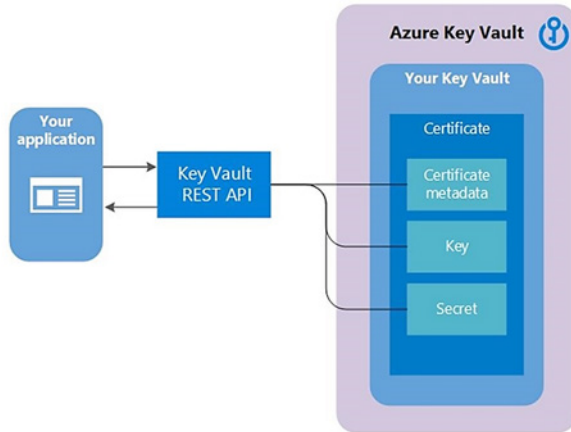 Azure Key Vault
Your Key Vault
Your
application
Certificate
Key Vault
REST API
Certificate
metadata
Key
Secret